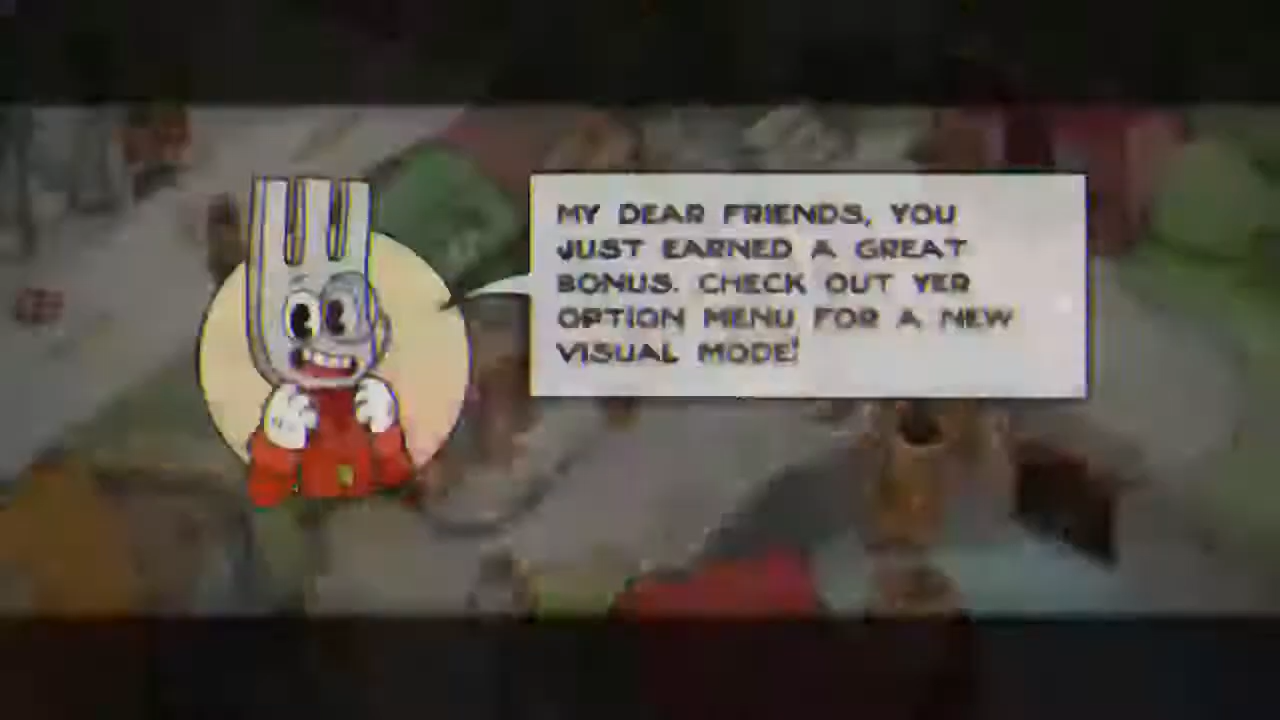 MY DEAR FRIENDS, YOU
JUST EARNED A GREAT
BONUS. CHECK OUT YER
OPTION MENU FOR A NEW
VISUAL MODE!